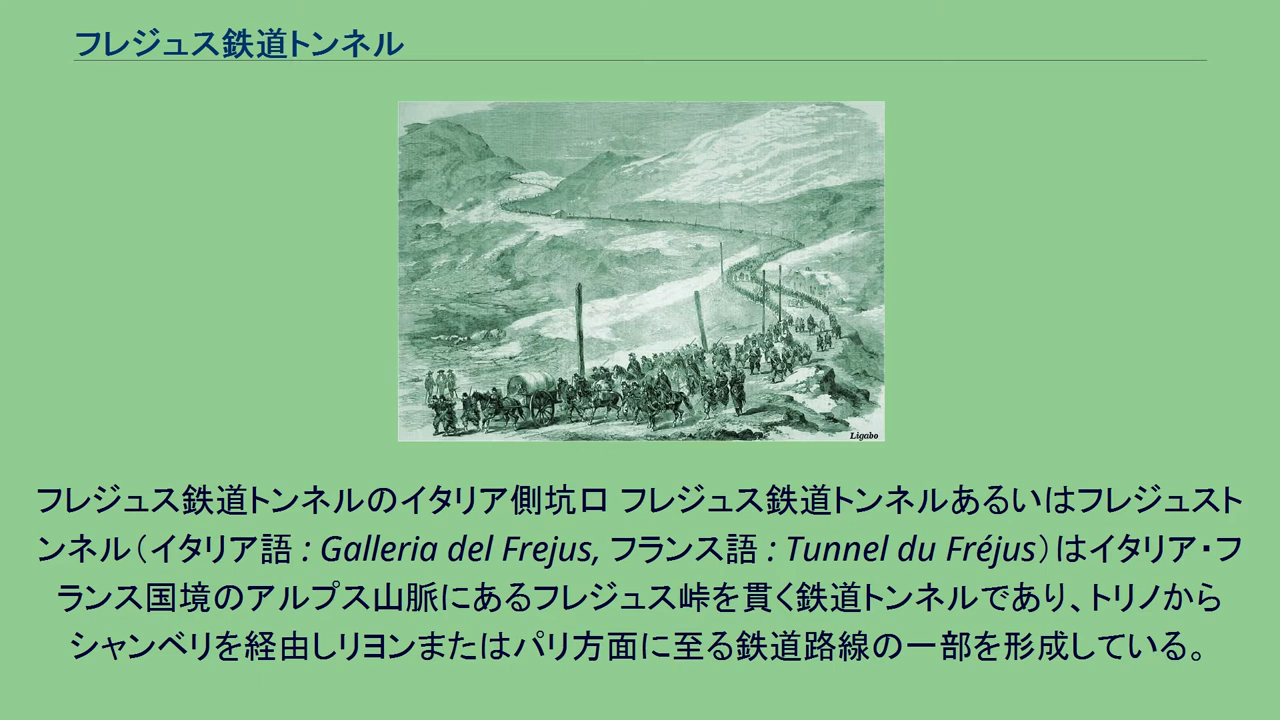 フレジュス鉄道トンネル
Ligabo
フレジュス鉄道トンネルのイタリア側坑口 フレジュス鉄道トンネルあるいはフレジュスト
ンネル（イタリア語 : Galleria del Frejus, フランス語 : Tunnel du Fréjus）はイタリア・フ
ランス国境のアルプス山脈にあるフレジュス峠を貫く鉄道トンネルであり、トリノから
シャンベリを経由しリヨンまたはパリ方面に至る鉄道路線の一部を形成している。